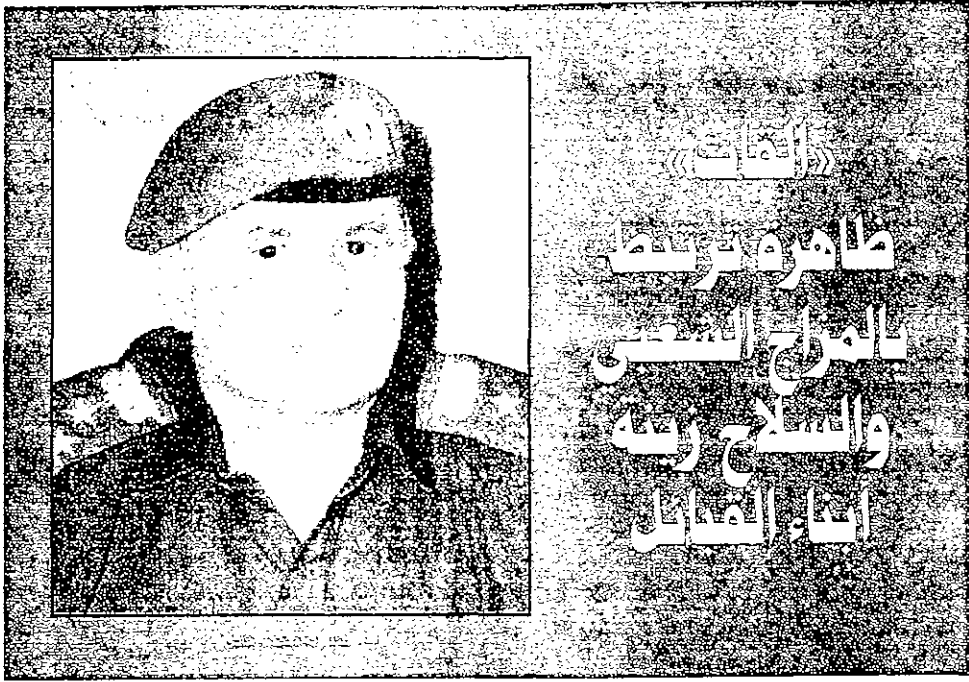 «القات»
ظاهرة ترتبط
بالمزاج الشعبي
والسلاح زينة
أبناء القبائل